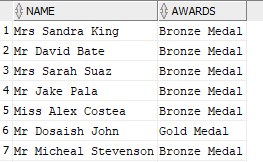 NAME AWARDS
1 Mrs Sandra King Bronze Medal
2 Mr David Bate Bronze Medal
3 Mrs Sarah Suaz Bronze Medal
4 Mr Jake Pala Bronze Medal
5 Miss Alex Costea Bronze Medal
6 Mr Dosaish John Gold Medal
7 Mr Micheal Stevenson Bronze Medal